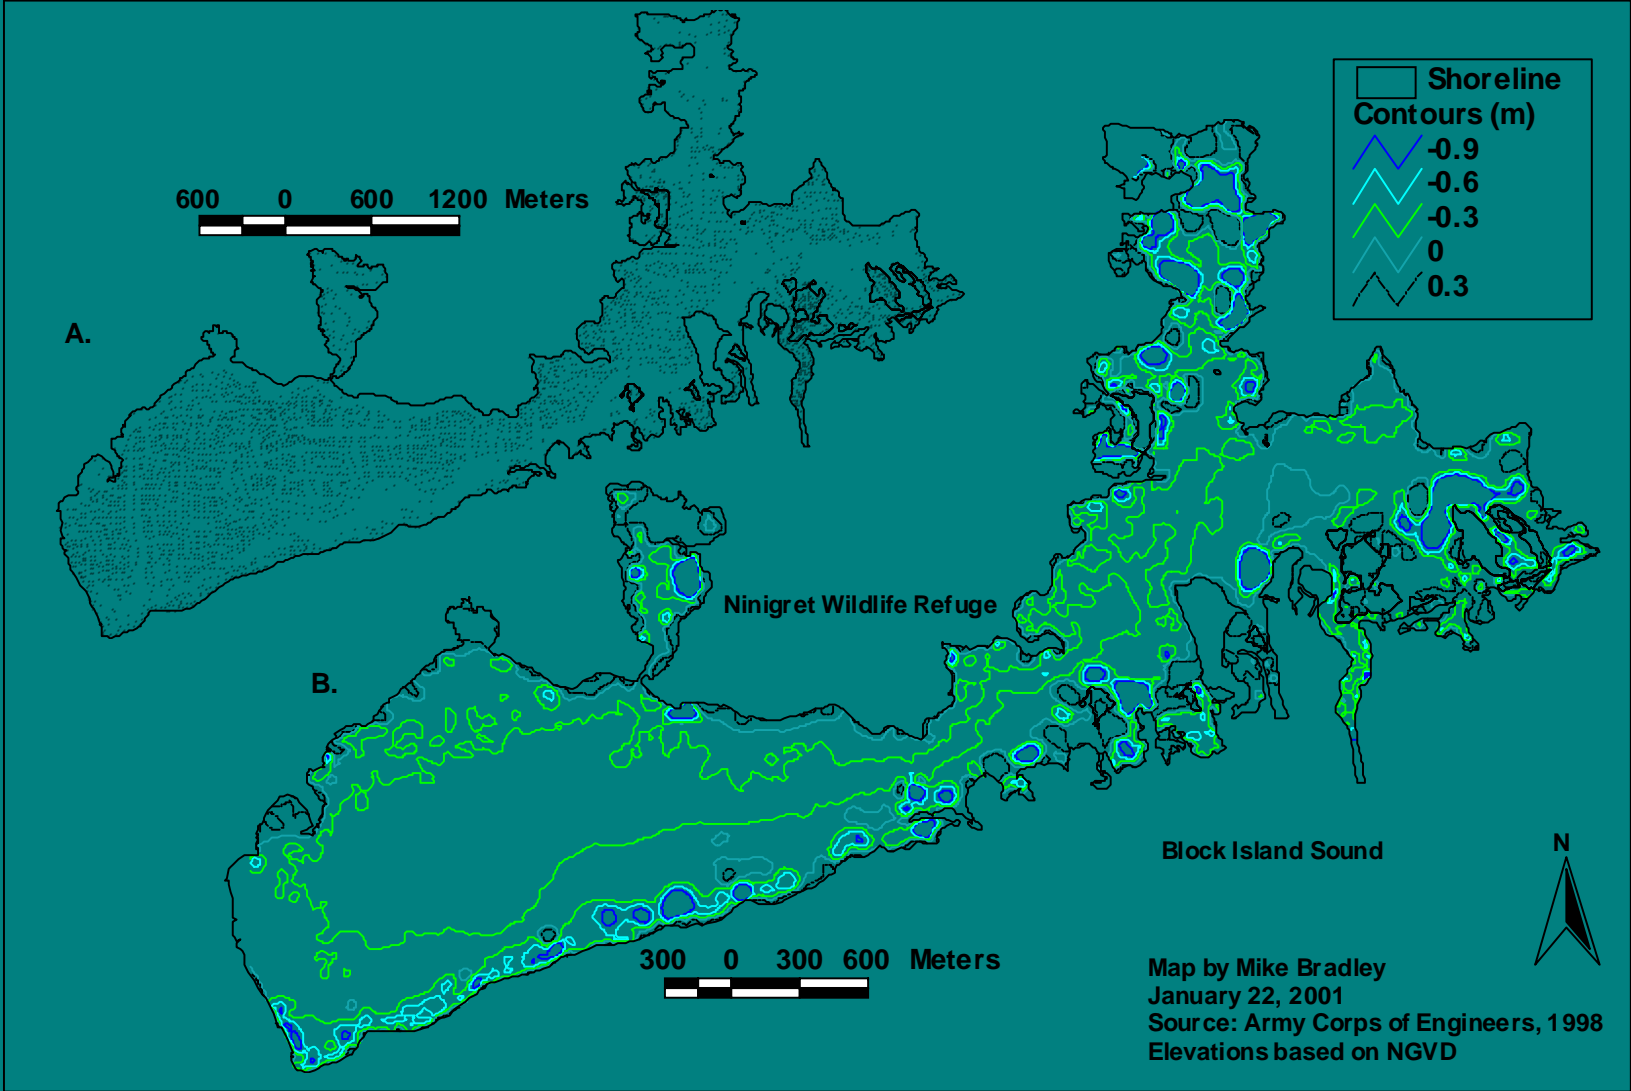 Shoreline
Contours (m)
-0.9
-0.6
-0.3
0
0.3
600 0 600 1200 Meters
A.
Ninigret Wildlife Refuge
B.
Block Island Sound
N
300 0 300 600 Meters
Map by Mike Bradley
January 22, 2001
Source: Army Corps of Engineers, 1998
Elevations based on NGVD